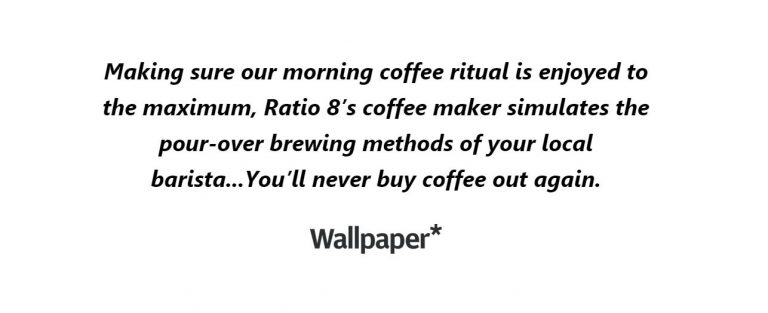 Making sure our morning coffee ritual is enjoyed to
the maximum, Ratio 8’s coffee maker simulates the
pour-over brewing methods of your local
barista...You’ll never buy coffee out again.
Wallpaper*